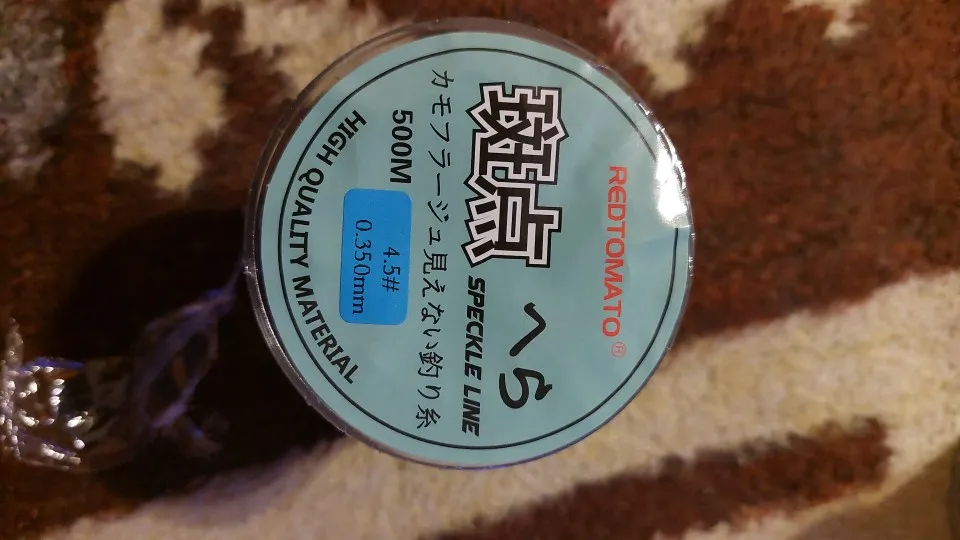 REDTOMATO®
斑点 へら
SPECKLE LINE
カモフラージュ見えない釣り糸
500M
4.5#
0.350mm
HIGH QUALITY MATERIAL